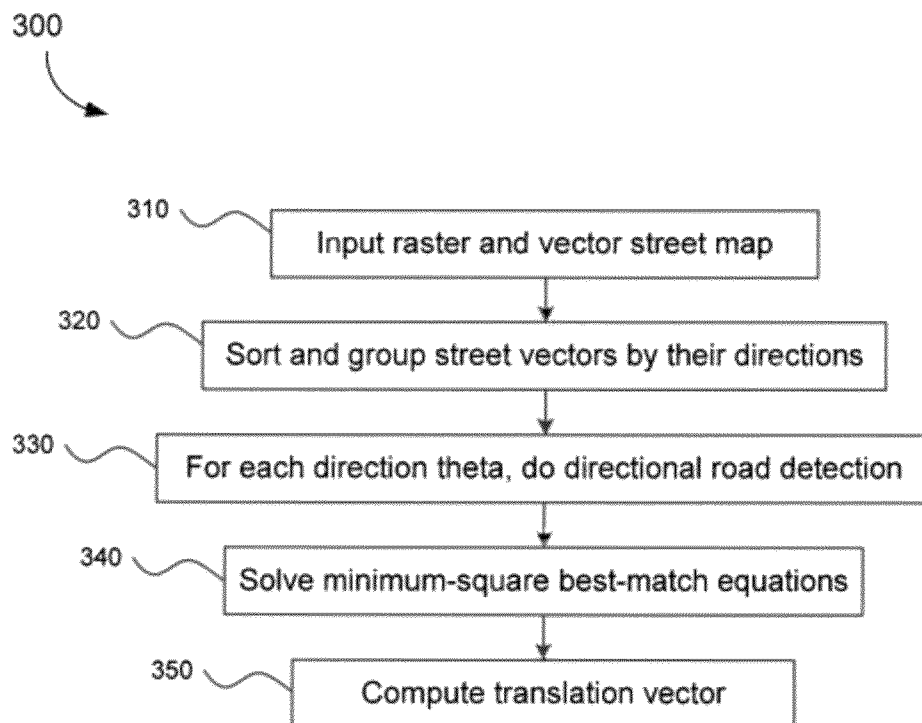 300
310
Input raster and vector street map
320
Sort and group street vectors by their directions
330
For each direction theta, do directional road detection
340
Solve minimum-square best-match equations
350
Compute translation vector